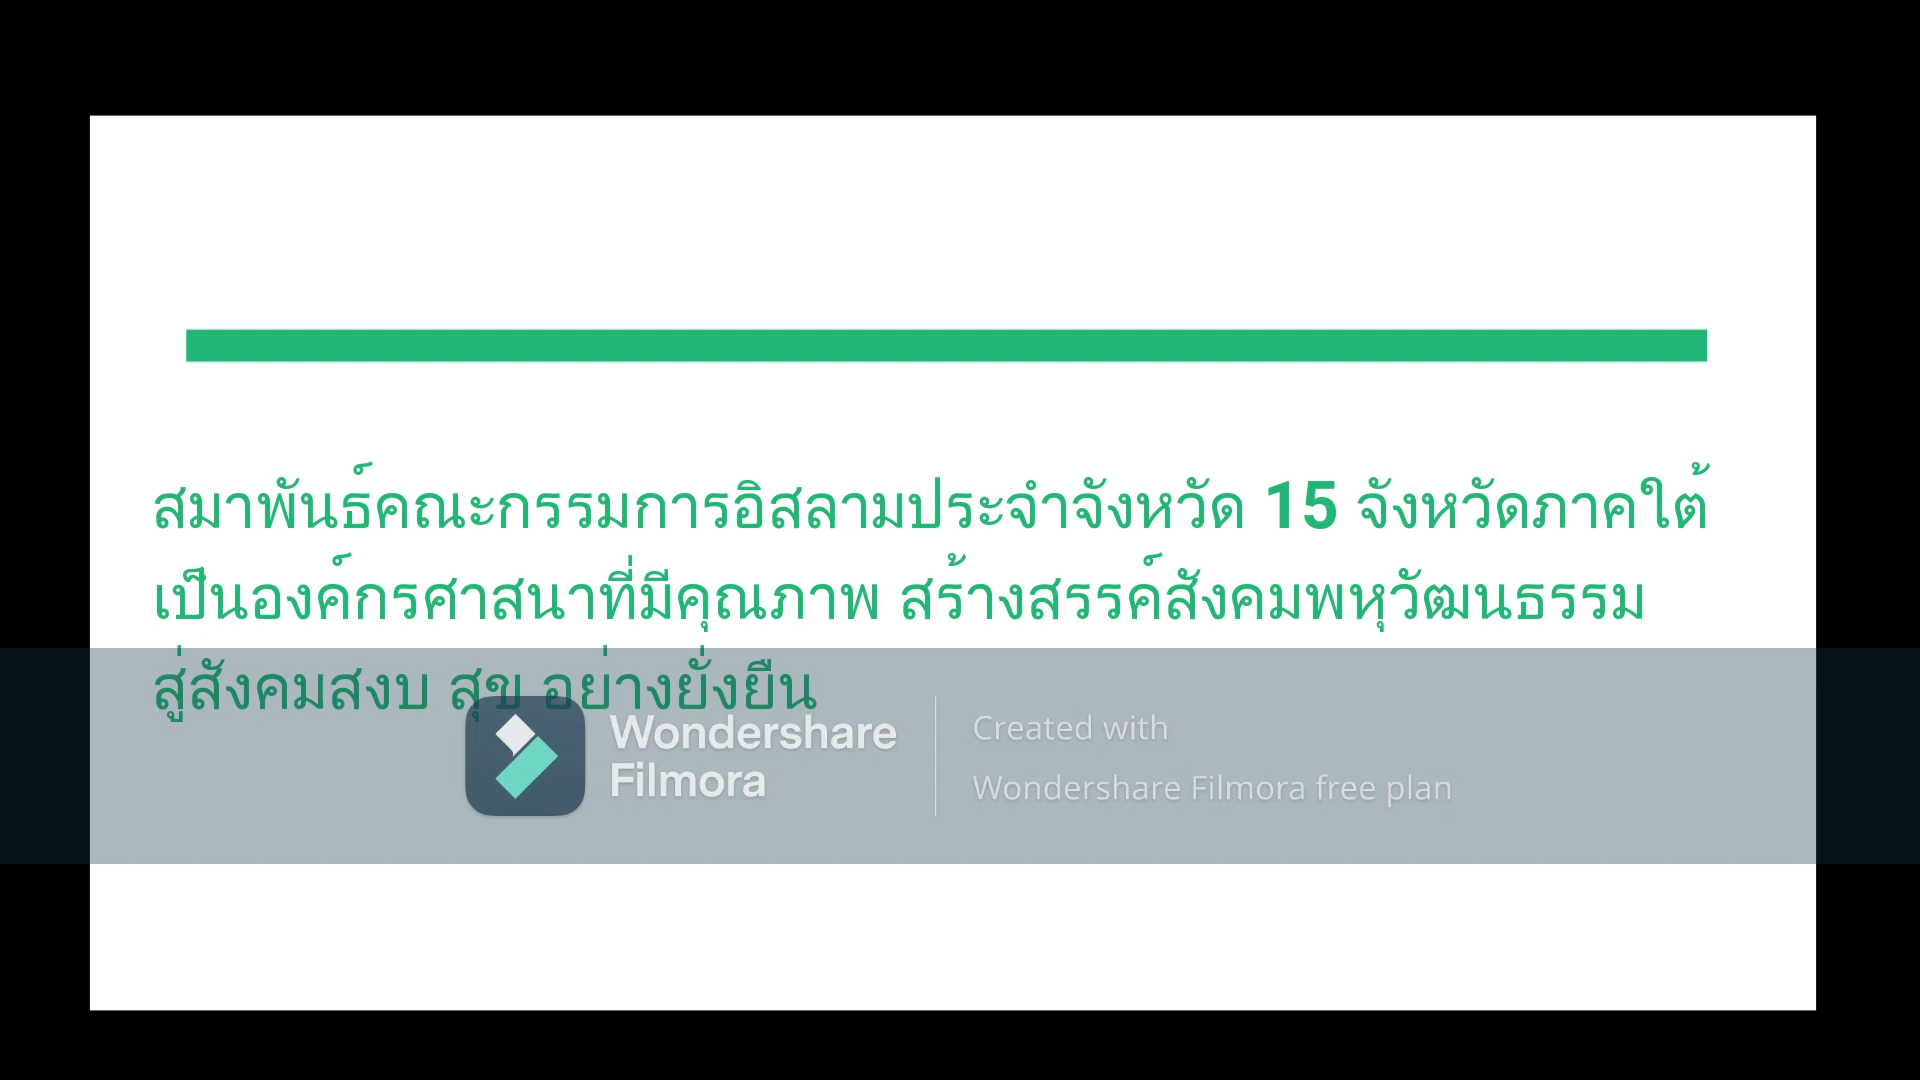 สมาพันธ์คณะกรรมการอิสลามประจำจังหวัด 15 จังหวัดภาคใต้
เป็นองค์กรศาสนาที่มีคุณภาพ สร้างสรรค์สังคมพหุวัฒนธรรม
สู่สังคมสงบ สุข อย่างยั่งยืน
Wondershare
Filmora
Created with
Wondershare Filmora free plan